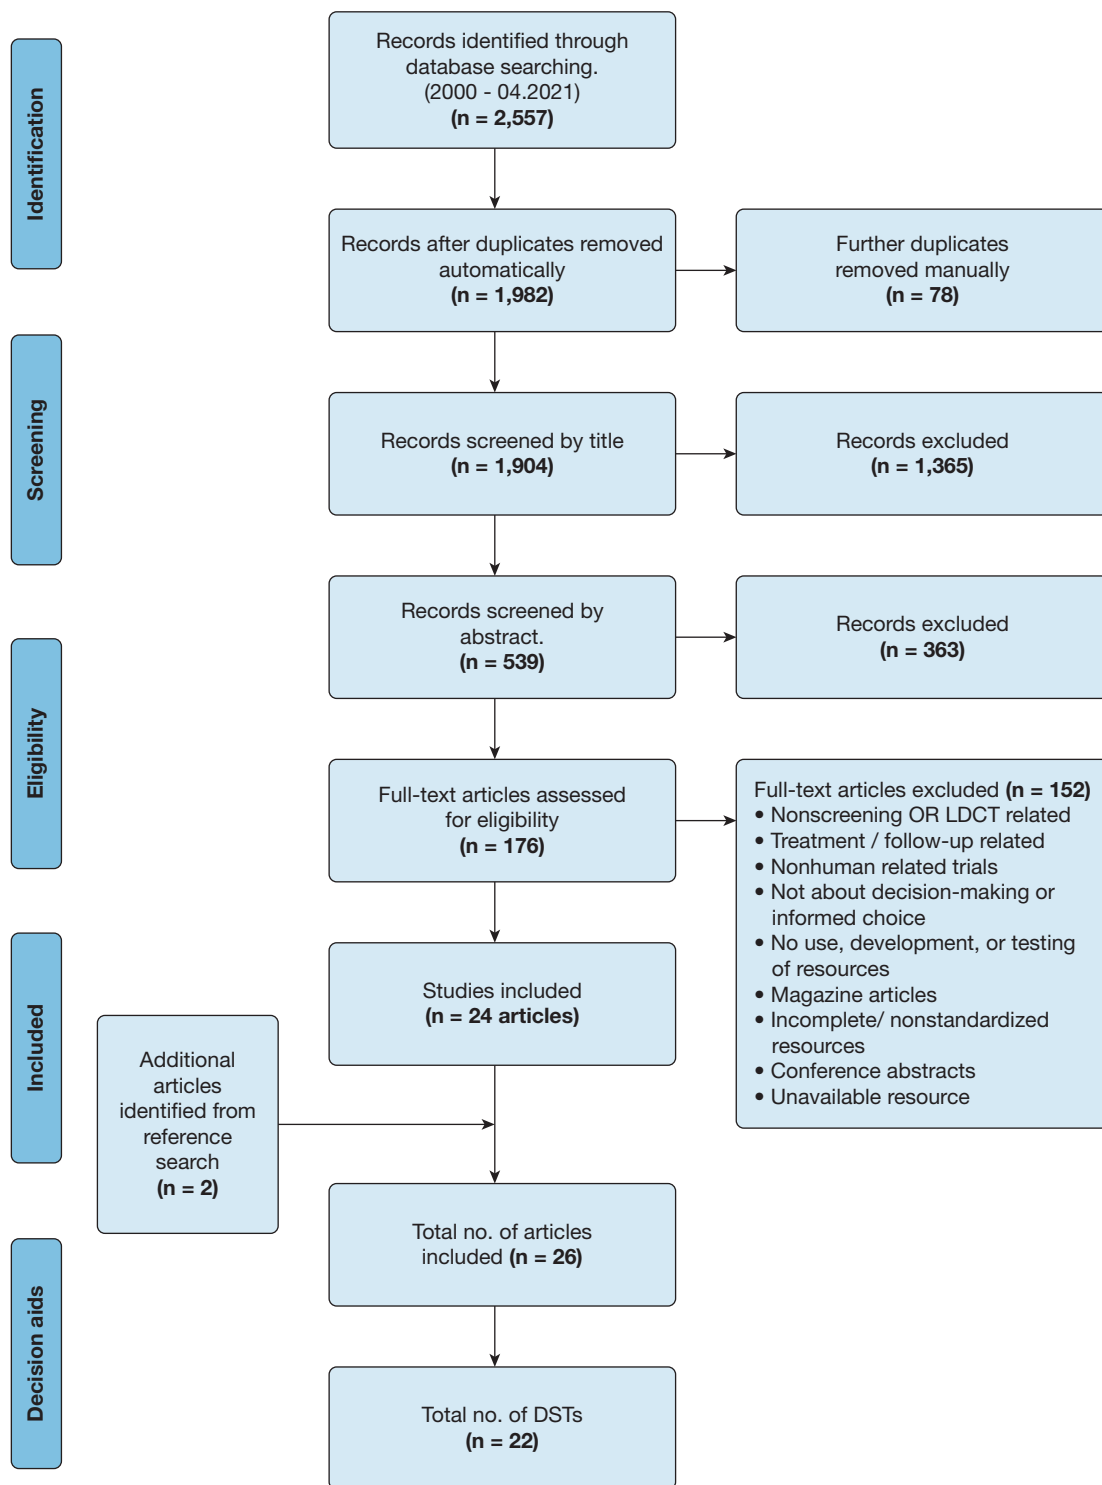 Identification
Records identified through
database searching.
(2000 - 04.2021)
(n = 2,557)
Records after duplicates removed
automatically
(n = 1,982)
Further duplicates
removed manually
(n = 78)
Screening
Records screened by title
(n = 1,904)
Records excluded
(n = 1,365)
Records screened by
abstract.
(n = 539)
Records excluded
(n = 363)
Eligibility
Full-text articles assessed
for eligibility
(n = 176)
Full-text articles excluded (n = 152)
• Nonscreening OR LDCT related
• Treatment / follow-up related
• Nonhuman related trials
• Not about decision-making or
informed choice
• No use, development, or testing
of resources
• Magazine articles
• Incomplete/ nonstandardized
resources
• Conference abstracts
• Unavailable resource
Included
Studies included
(n = 24 articles)
Additional
articles
identified from
reference
search
(n = 2)
Total no. of articles
included (n = 26)
Decision aids
Total no. of DSTs
(n = 22)